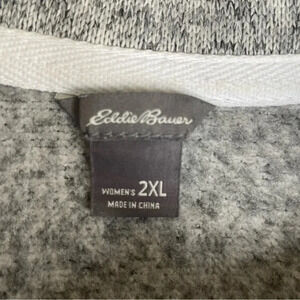 Eddie Bauer
WOMEN'S 2XL
MADE IN CHINA